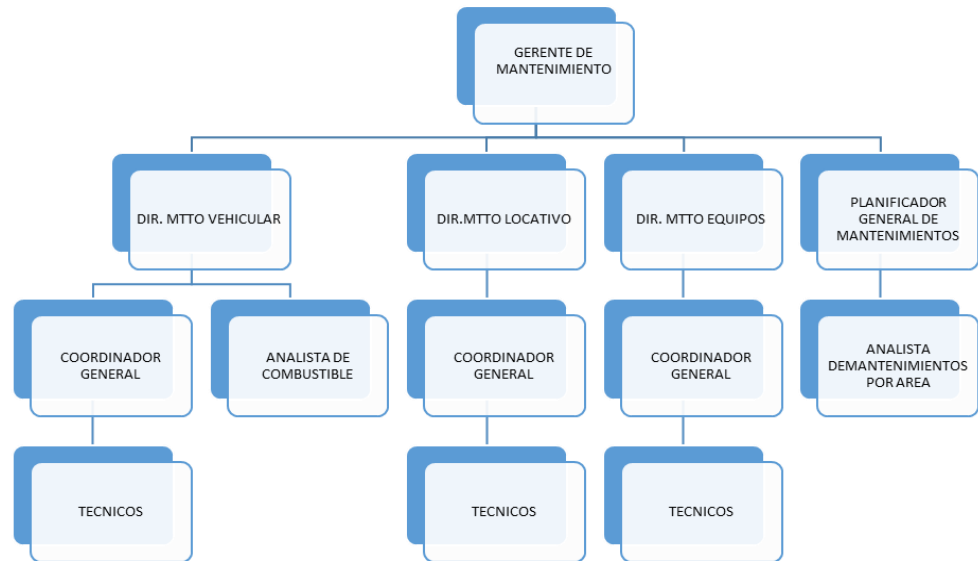 GERENTE DE
MANTENIMIENTO
DIR. MTTO VEHICULAR
DIR.MTTO LOCATIVO
DIR. MTTO EQUIPOS
PLANIFICADOR
GENERAL DE
MANTENIMIENTOS
COORDINADOR
GENERAL
ANALISTA DE
COMBUSTIBLE
COORDINADOR
GENERAL
COORDINADOR
GENERAL
ANALISTA
DEMANTENIMIENTOS
POR AREA
TECNICOS
TECNICOS
TECNICOS